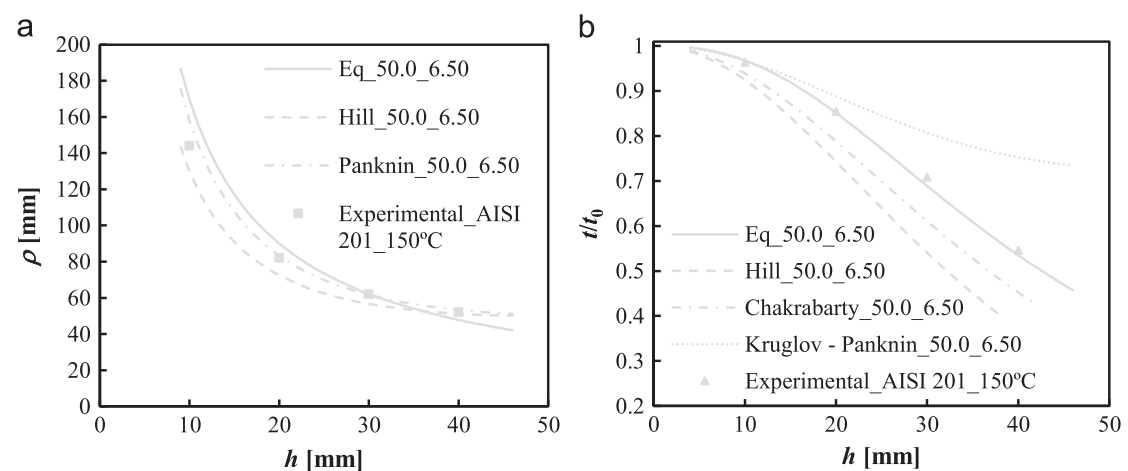 a
200
180
160
140
120
100
80
60
40
20
0
ρ [mm]
0 10 20 30 40 50
h [mm]
Eq_50.0_6.50
Hill_50.0_6.50
Panknin_50.0_6.50
Experimental_AISI
201_150ºC
b
1
0.9
0.8
0.7
0.6
0.5
0.4
0.3
0.2
t/t₀
0 10 20 30 40 50
h [mm]
Eq_50.0_6.50
Hill_50.0_6.50
Chakrabarty_50.0_6.50
Kruglov - Panknin_50.0_6.50
Experimental_AISI 201_150ºC